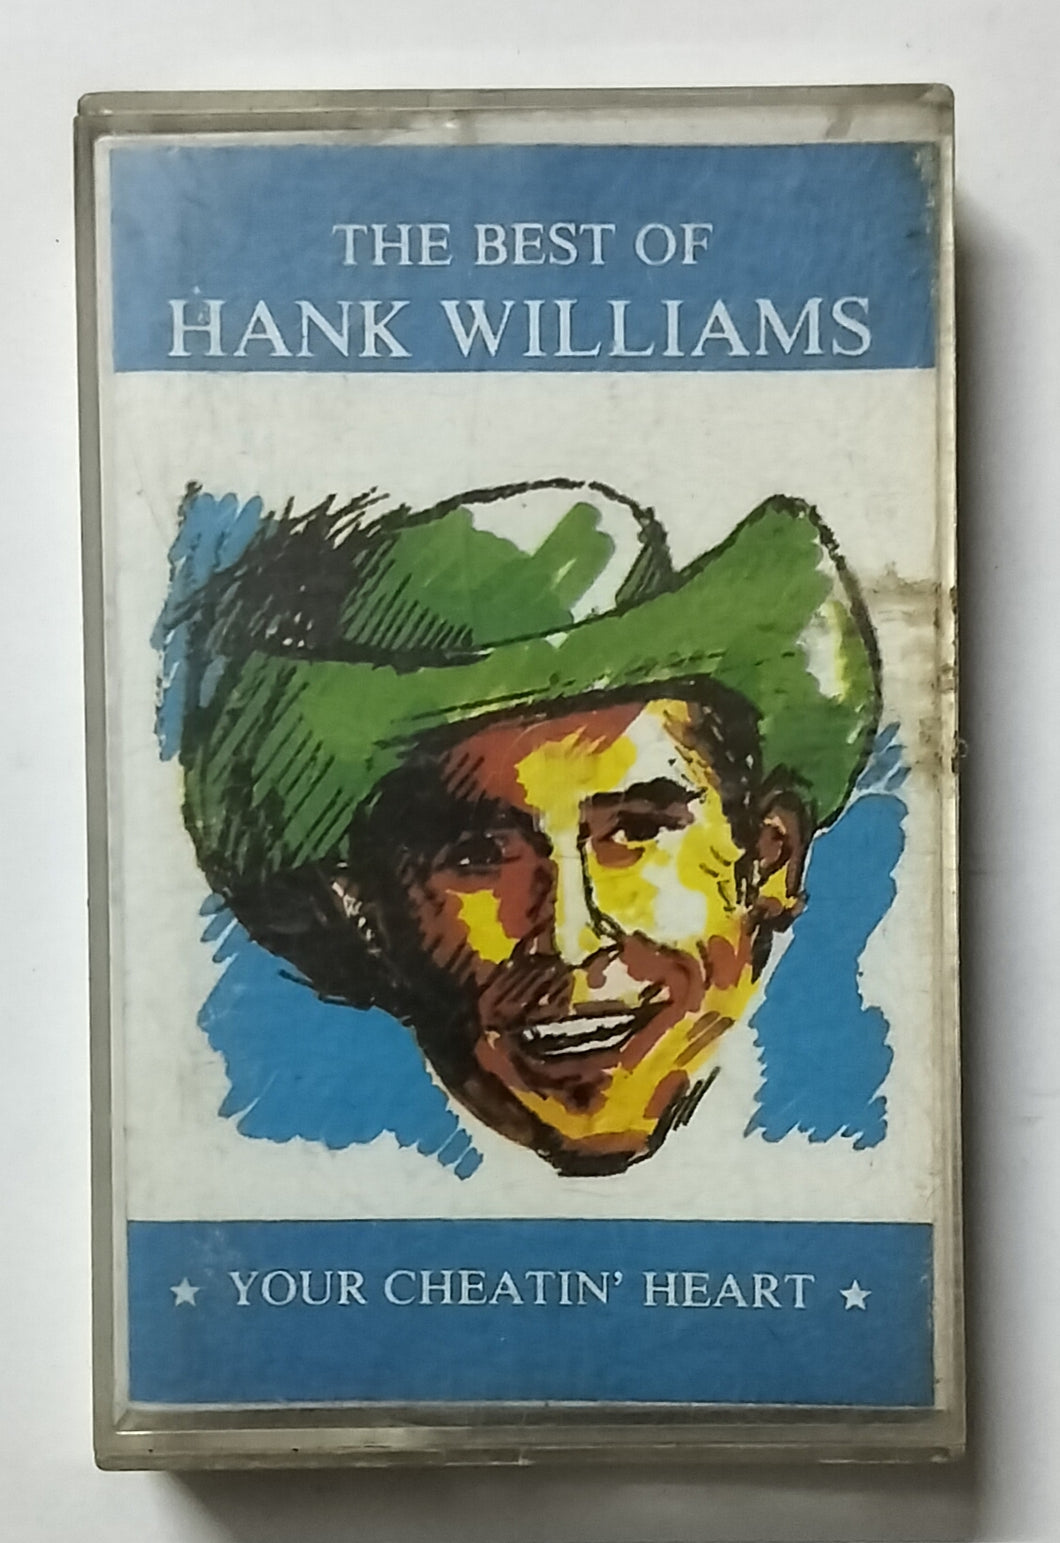 THE BEST OF
HANK WILLIAMS
★ YOUR CHEATIN' HEART ★